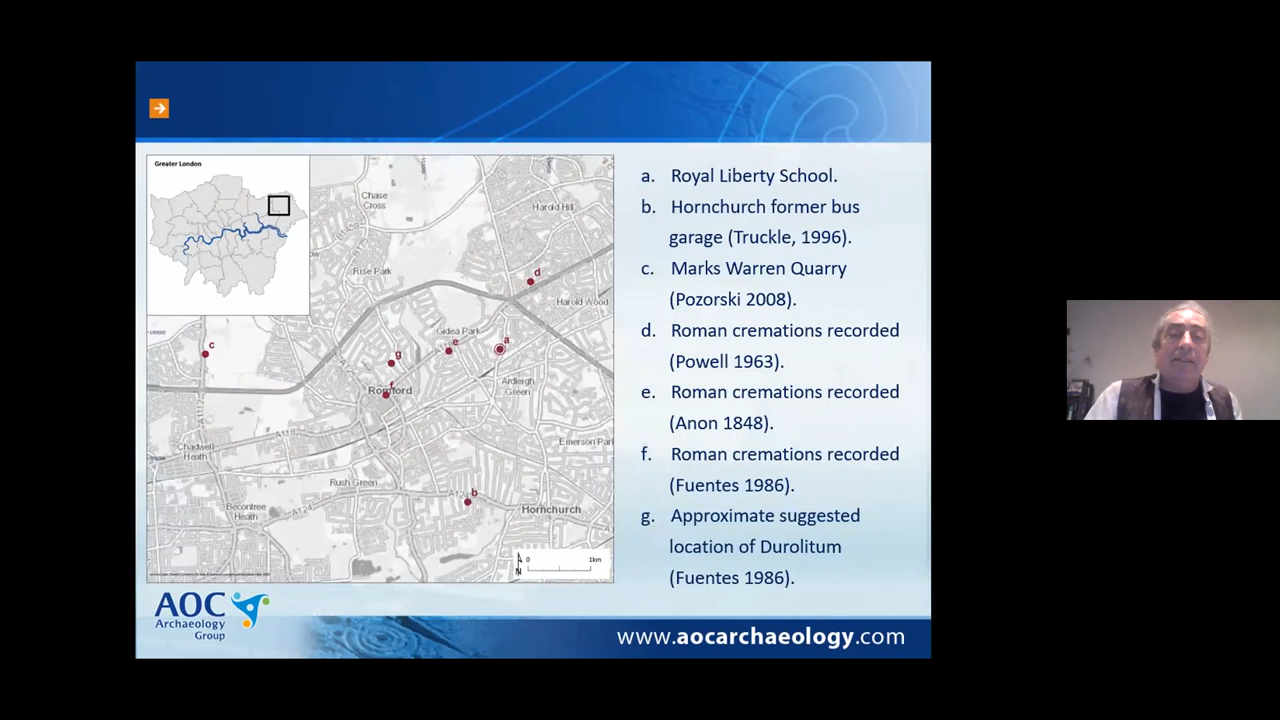 Greater London
Chase
Cross
Harold Hill
Rise Park
d
Harold Wood
Gidea Park
c
g
e
a
f
Romford
Ardleigh
Green
Chadwell
Heath
Emerson Park
Rush Green
b
Becontree
Heath
A124
Hornchurch
0 1km
N
a. Royal Liberty School.
b. Hornchurch former bus
garage (Truckle, 1996).
c. Marks Warren Quarry
(Pozorski 2008).
d. Roman cremations recorded
(Powell 1963).
e. Roman cremations recorded
(Anon 1848).
f. Roman cremations recorded
(Fuentes 1986).
g. Approximate suggested
location of Durolitum
(Fuentes 1986).
AOC
Archaeology
Group
www.aocarchaeology.com